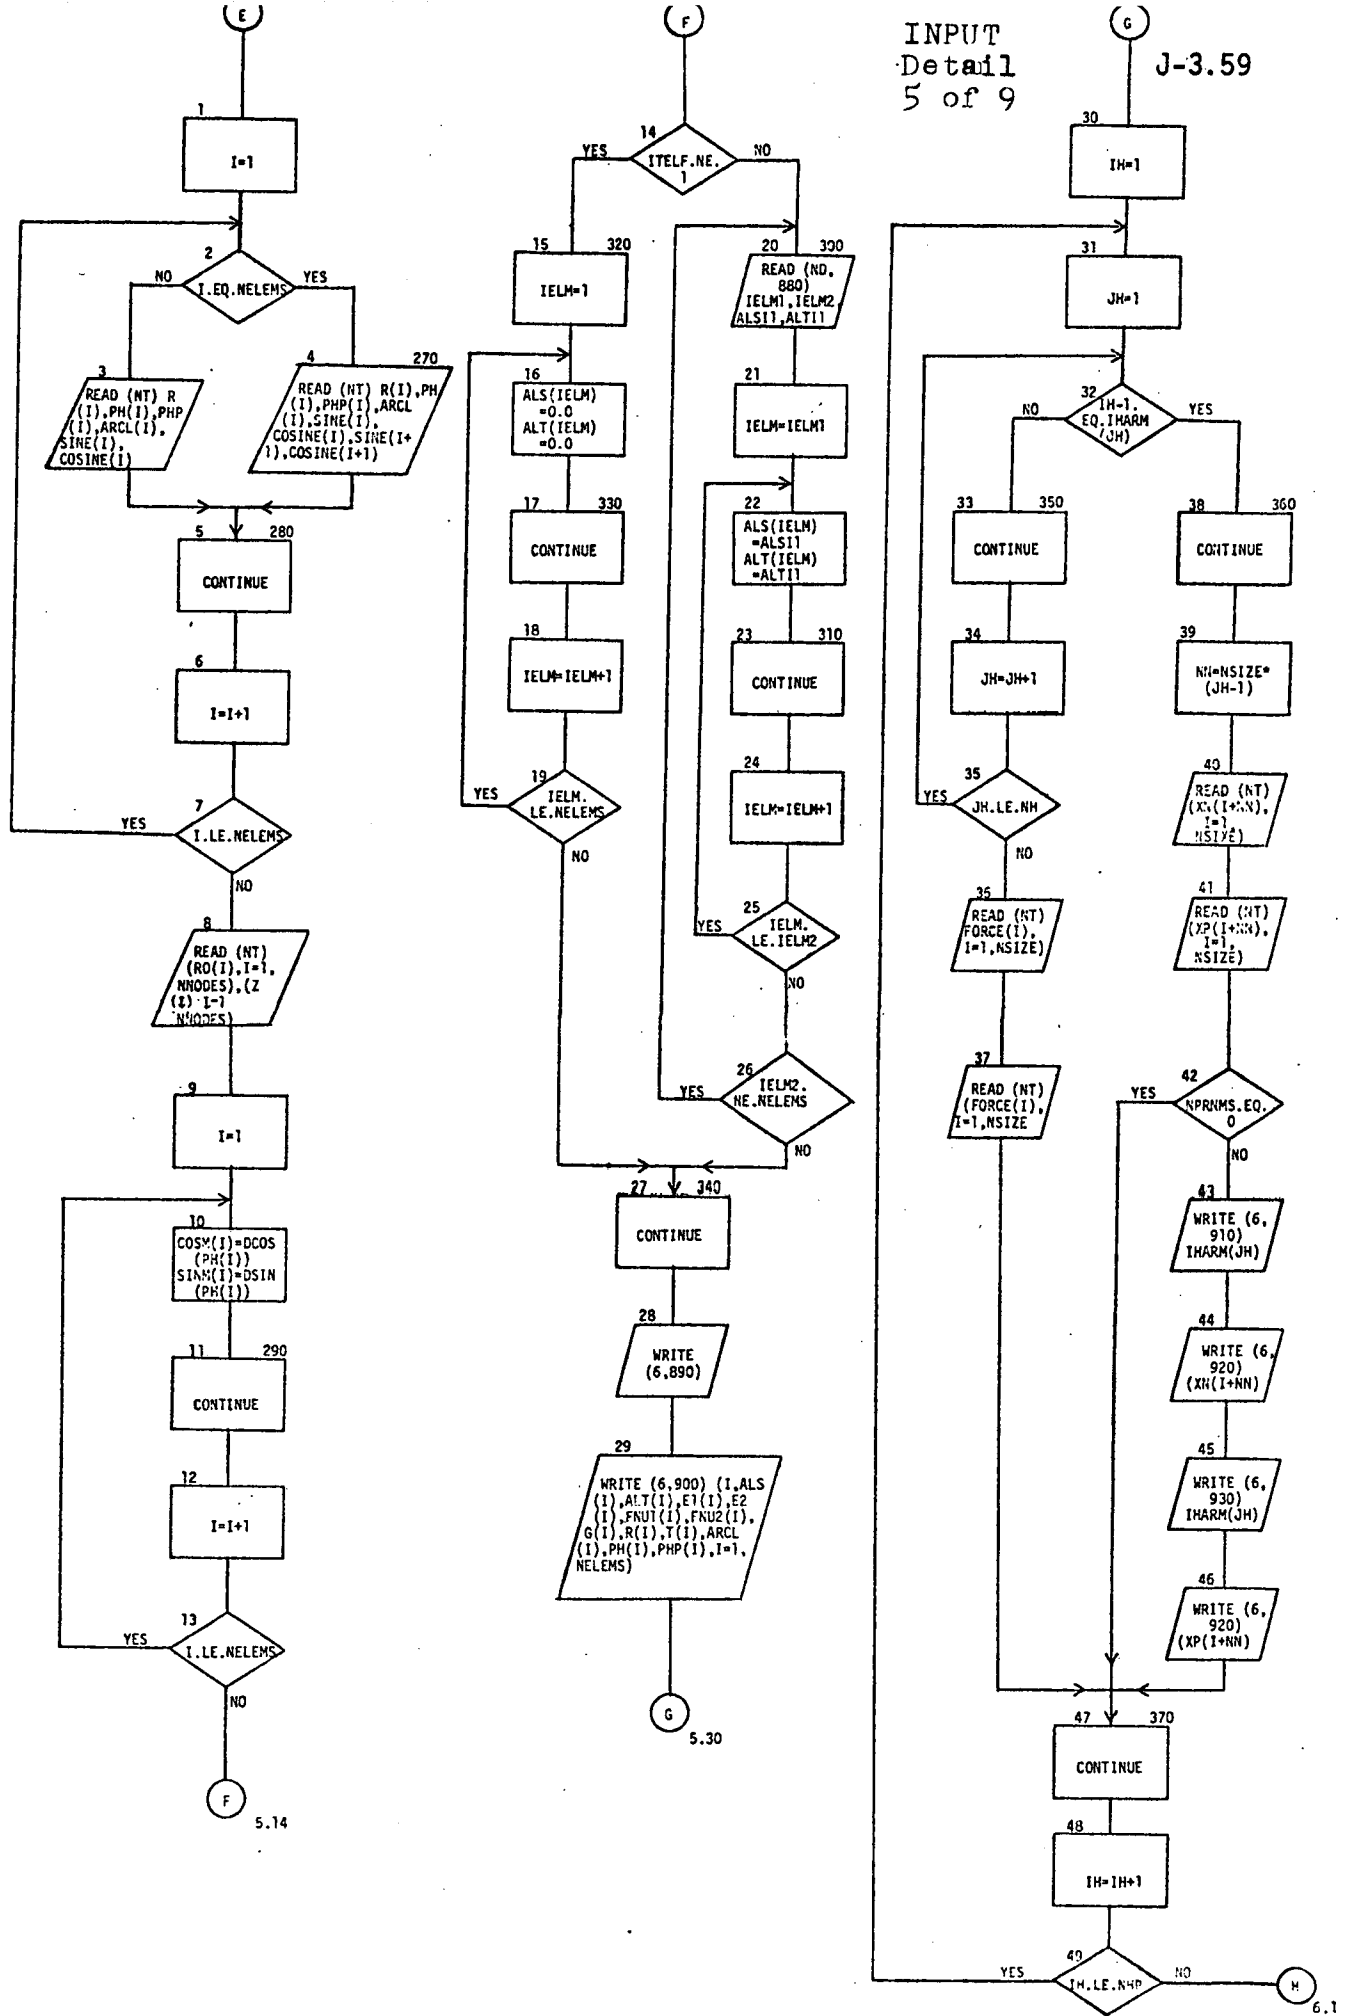 INPUT
Detail
5 of 9
J-3.59
E
1
I=1
2
I.EQ.NELEMS
NO
YES
3
READ (NT) R
(I),PH(I),PHP
(I),ARCL(I),
SINE(I),
COSINE(I)
4
270
READ (NT) R(I),PH
(I),PHP(I),ARCL
(I),SINE(I),
COSINE(I),SINE(I+
1),COSINE(I+1)
5
280
CONTINUE
6
I=I+1
7
I.LE.NELEMS
YES
NO
8
READ (NT)
(RO(I),I=1,
NNODES),(Z
(I) I-1
NNODES)
9
I=1
10
COSM(I)=DCOS
(PH(I))
SINM(I)=DSIN
(PH(I))
11
290
CONTINUE
12
I=I+1
13
I.LE.NELEMS
YES
NO
F
5.14
F
14
ITELF.NE.
1
YES
NO
15
320
IELM=1
16
ALS(IELM)
=0.0
ALT(IELM)
=0.0
17
330
CONTINUE
18
IELM=IELM+1
19
IELM.
LE.NELEMS
YES
NO
20
300
READ (ND,
880)
IELM1,IELM2,
ALSI1,ALTI1
21
IELM=IELM1
22
ALS(IELM)
=ALSI1
ALT(IELM)
=ALTI1
23
310
CONTINUE
24
IELM=IELM+1
25
IELM.
LE.IELM2
YES
NO
26
IELM2.
NE.NELEMS
YES
NO
27
340
CONTINUE
28
WRITE
(6,890)
29
WRITE (6,900) (I,ALS
(I),ALT(I),E1(I),E2
(I),FNU1(I),FNU2(I),
G(I),R(I),T(I),ARCL
(I),PH(I),PHP(I),I=1,
NELEMS)
G
5.30
G
30
IH=1
31
JH=1
32
IH-1.
EQ.IHARM
(JH)
NO
YES
33
350
CONTINUE
34
JH=JH+1
35
JH.LE.NH
YES
NO
36
READ (NT)
FORCE(I),
I=1,NSIZE)
37
READ (NT)
(FORCE(I),
I=1,NSIZE
38
360
CONTINUE
39
NN=NSIZE*
(JH-1)
40
READ (NT)
(XN(I+NN),
I=1,
NSIZE)
41
READ (NT)
(XP(I+NN),
I=1,
NSIZE)
42
NPRNMS.EQ.
0
YES
NO
43
WRITE (6,
910)
IHARM(JH)
44
WRITE (6,
920)
(XN(I+NN)
45
WRITE (6,
930)
IHARM(JH)
46
WRITE (6,
920)
(XP(I+NN)
47
370
CONTINUE
48
IH=IH+1
49
IH.LE.NHP
YES
NO
H
6.1